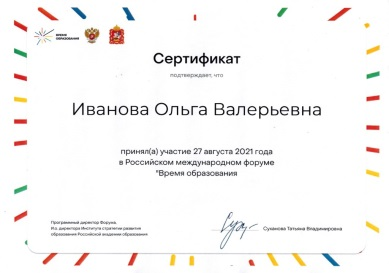 ВРЕМЯ
ОБРАЗОВАНИЯ
Сертификат
подтверждает, что
Иванова Ольга Валерьевна
принял(а) участие 27 августа 2021 года
в Российском международном форуме
"Время образования
Программный директор Форума,
И.о. директора Института стратегии развития
образования Российской академии образования
Суханова Татьяна Владимировна